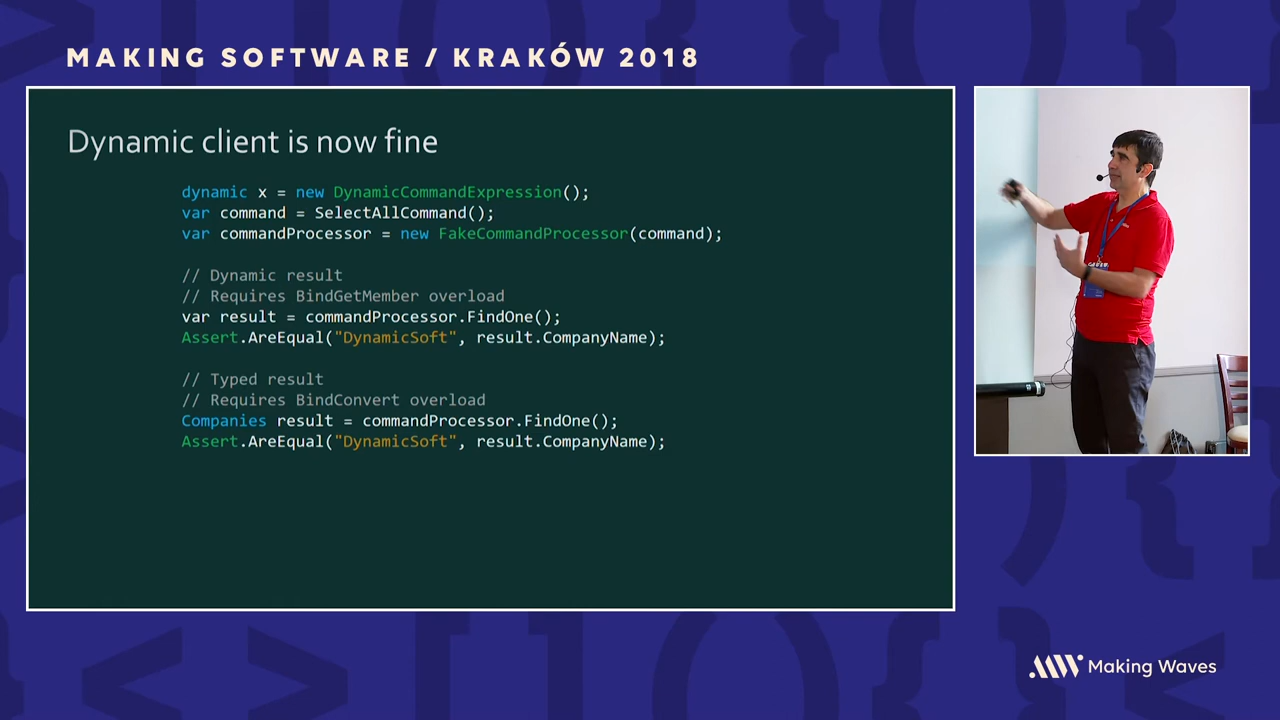 MAKING SOFTWARE / KRAKÓW 2018
Dynamic client is now fine
dynamic x = new DynamicCommandExpression();
var command = SelectAllCommand();
var commandProcessor = new FakeCommandProcessor(command);
// Dynamic result
// Requires BindGetMember overload
var result = commandProcessor.FindOne();
Assert.AreEqual("DynamicSoft", result.CompanyName);
// Typed result
// Requires BindConvert overload
Companies result = commandProcessor.FindOne();
Assert.AreEqual("DynamicSoft", result.CompanyName);
Making Waves